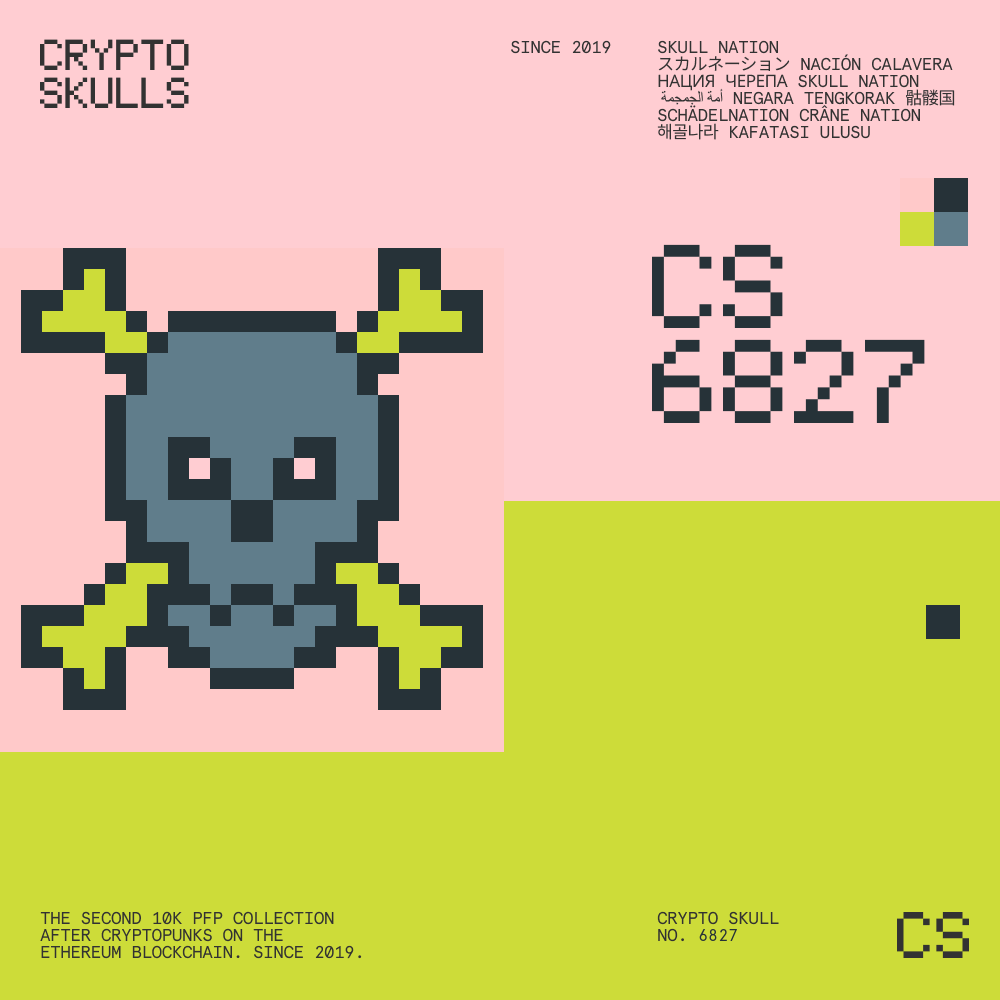 CRYPTO
SKULLS
SINCE 2019
SKULL NATION
スカルネーション NACIÓN CALAVERA
НАЦИЯ ЧЕРЕПА SKULL NATION
أمة الجمجمة NEGARA TENGKORAK 骷髅国
SCHÄDELNATION CRÂNE NATION
해골나라 KAFATASI ULUSU
CS
6827
THE SECOND 10K PFP COLLECTION
AFTER CRYPTOPUNKS ON THE
ETHEREUM BLOCKCHAIN. SINCE 2019.
CRYPTO SKULL
NO. 6827
CS